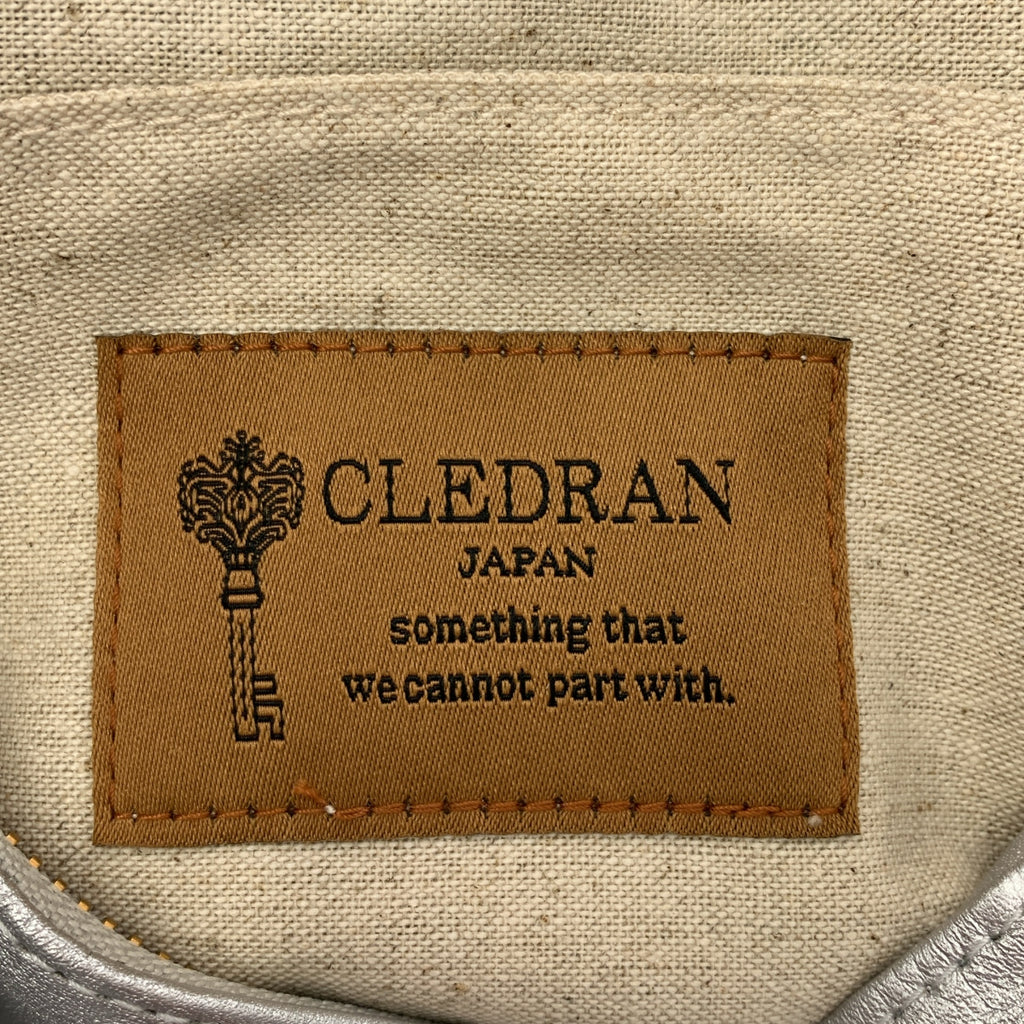 CLEDRAN
JAPAN
something that
we cannot part with.